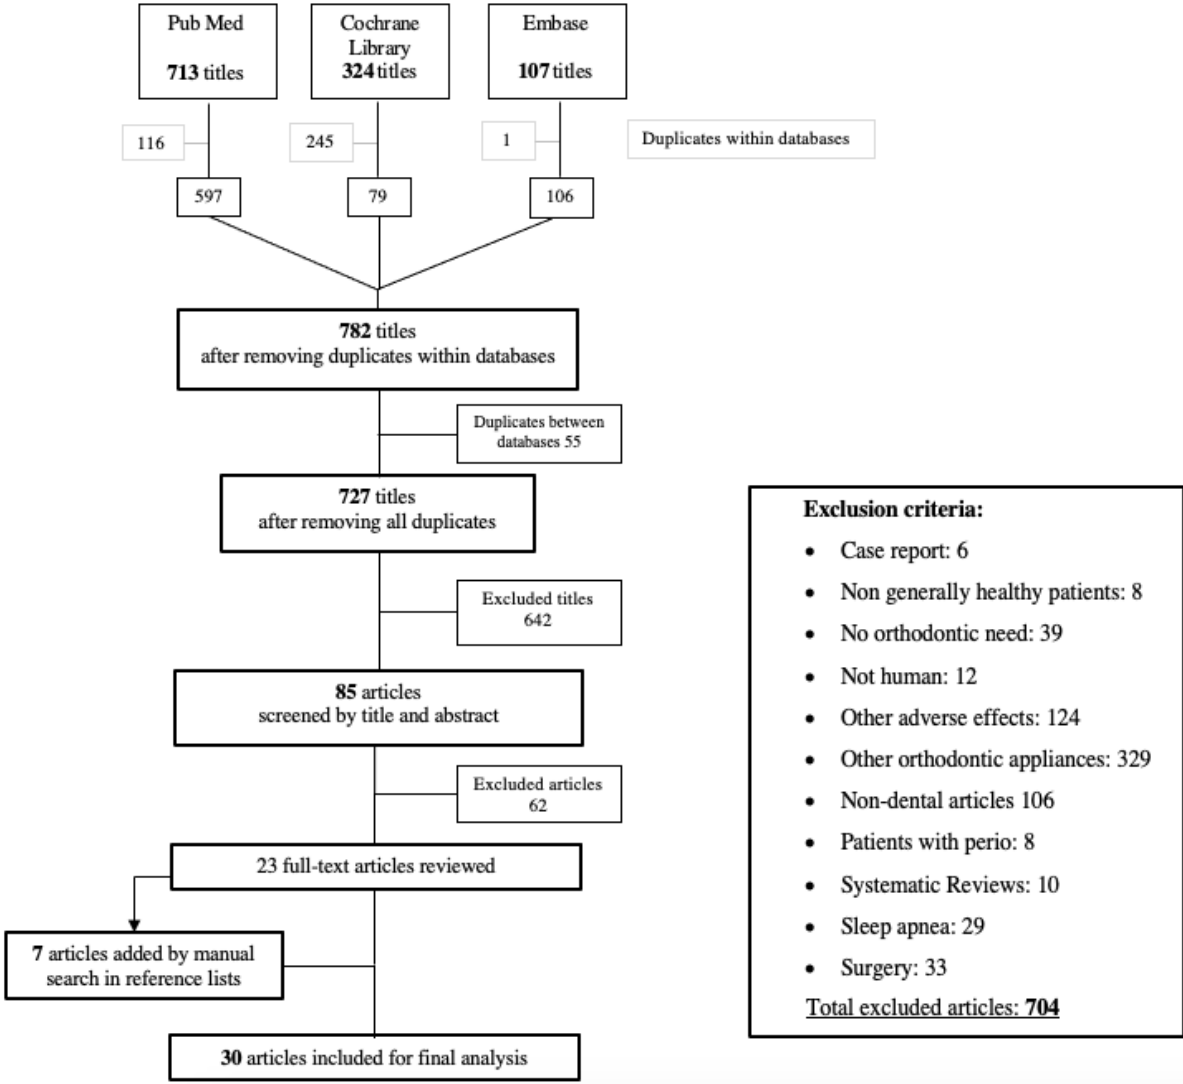 Pub Med
713 titles
Cochrane
Library
324 titles
Embase
107 titles
116
245
1
Duplicates within databases
597
79
106
782 titles
after removing duplicates within databases
Duplicates between
databases 55
727 titles
after removing all duplicates
Excluded titles
642
85 articles
screened by title and abstract
Excluded articles
62
23 full-text articles reviewed
7 articles added by manual
search in reference lists
30 articles included for final analysis
Exclusion criteria:
• Case report: 6
• Non generally healthy patients: 8
• No orthodontic need: 39
• Not human: 12
• Other adverse effects: 124
• Other orthodontic appliances: 329
• Non-dental articles 106
• Patients with perio: 8
• Systematic Reviews: 10
• Sleep apnea: 29
• Surgery: 33
Total excluded articles: 704